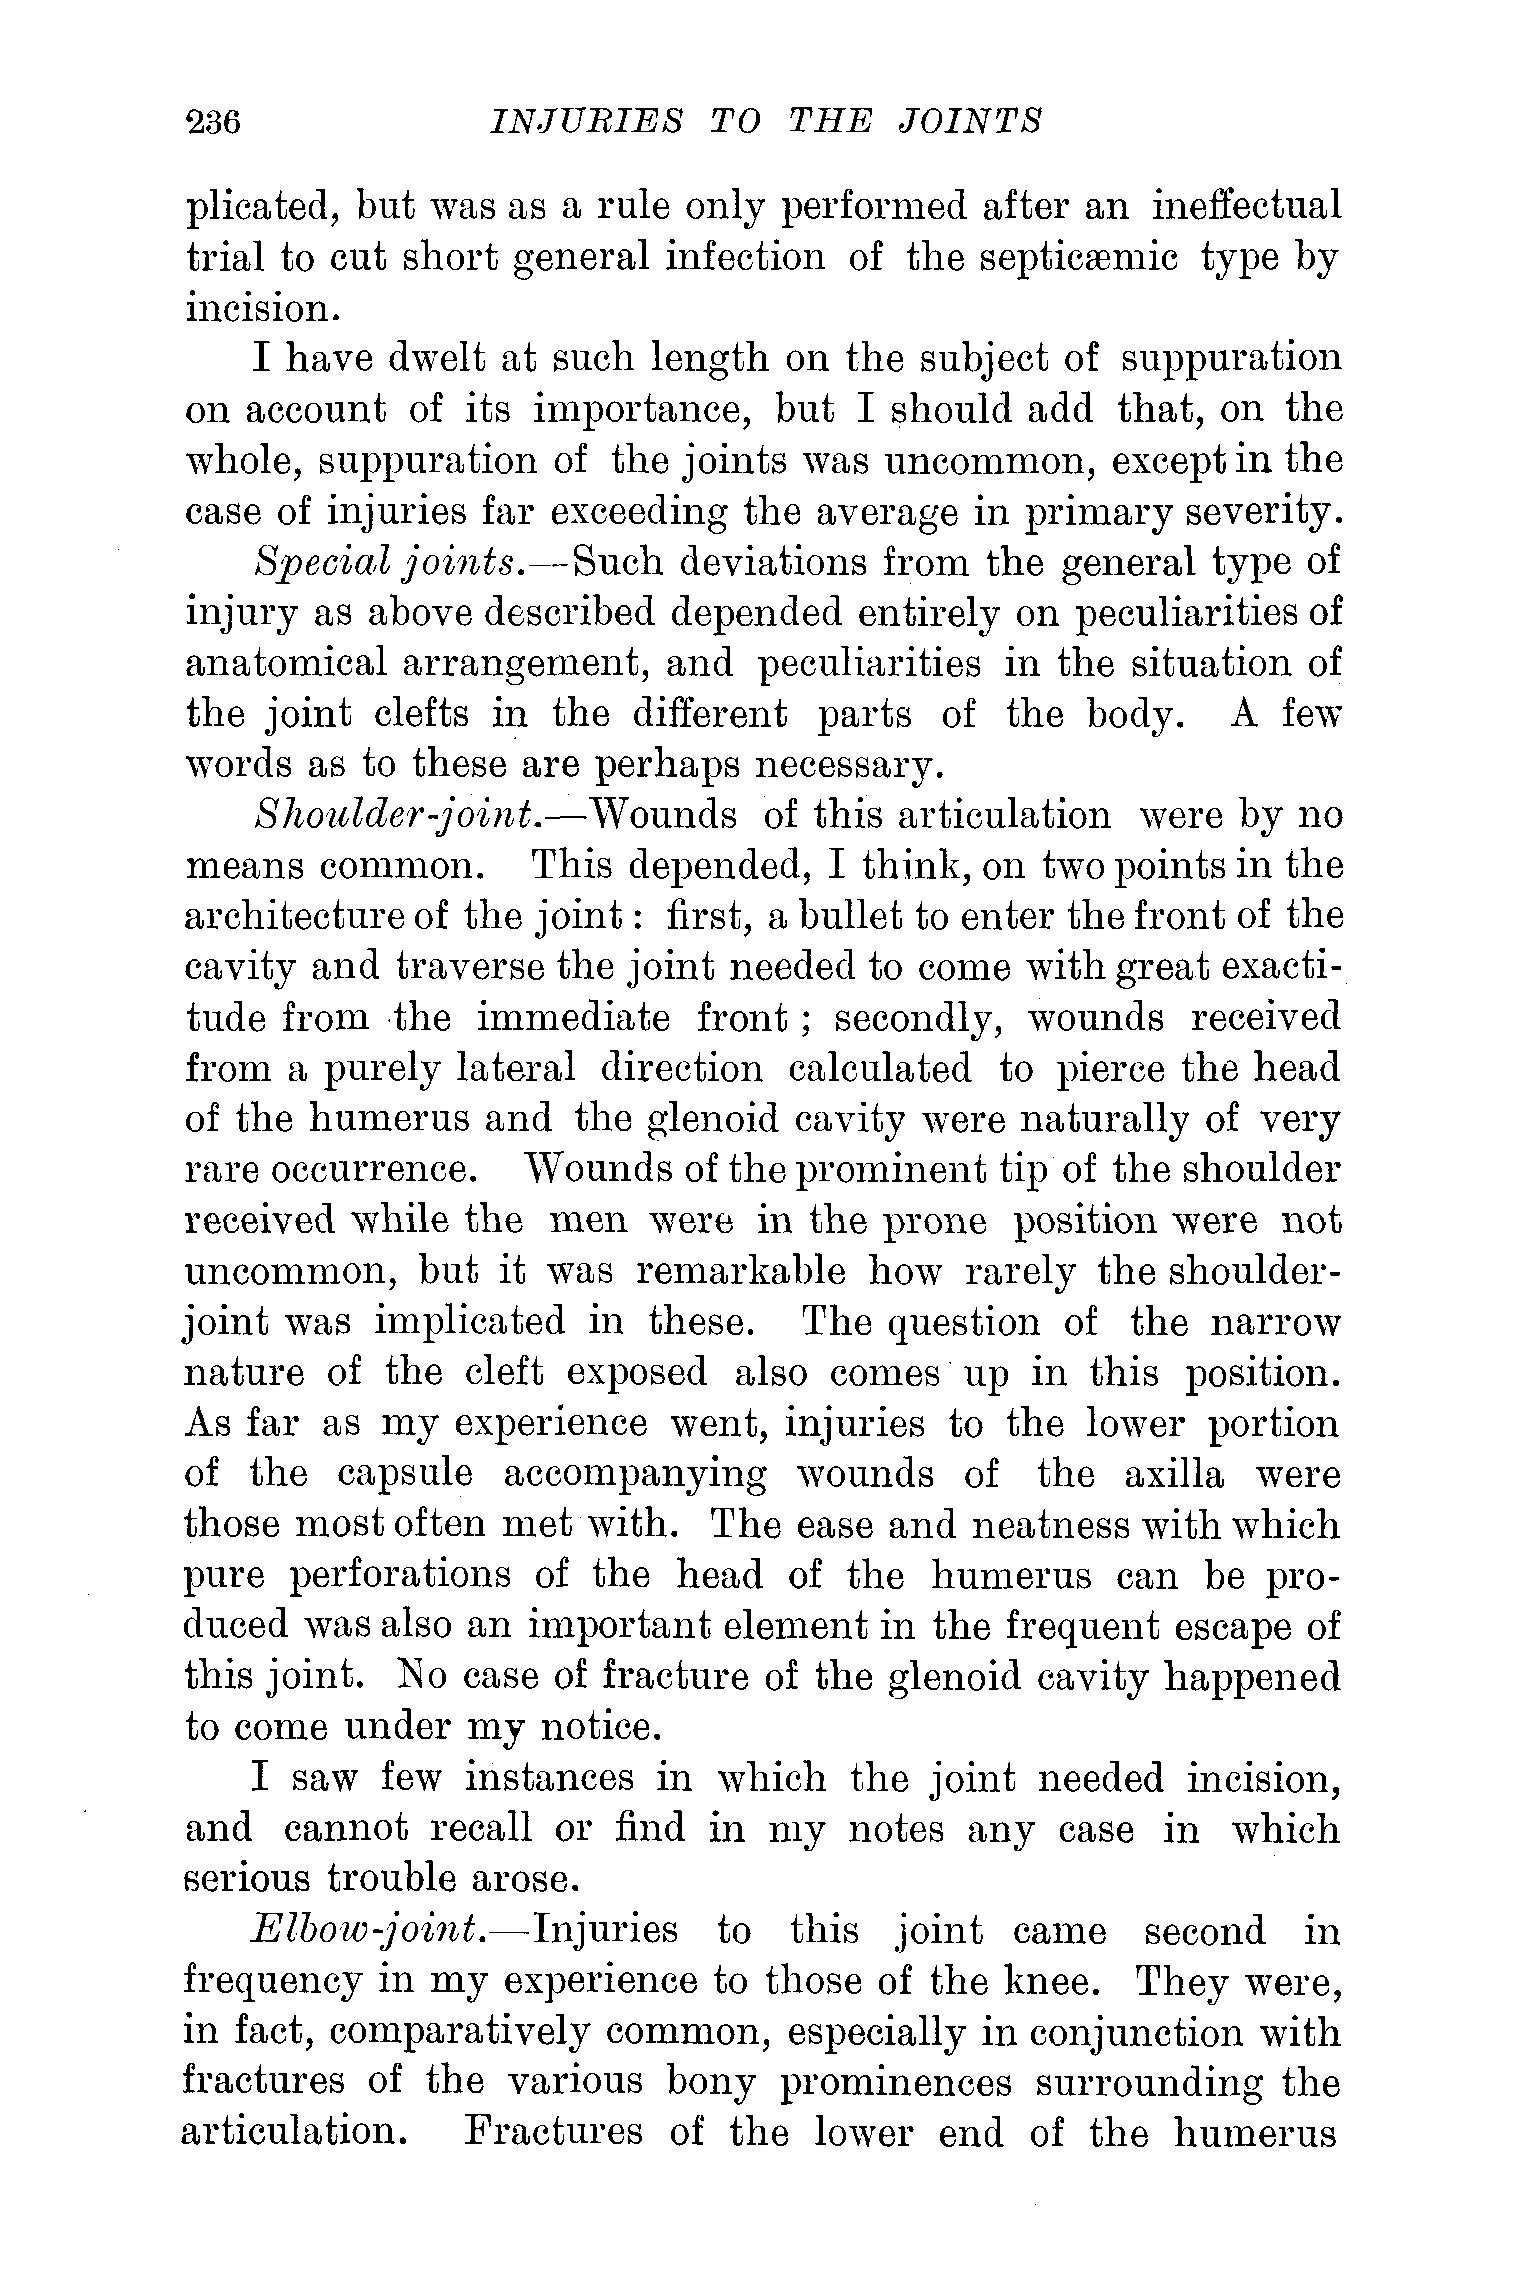 236 INJURIES TO THE JOINTS
plicated, but was as a rule only performed after an ineffectual
trial to cut short general infection of the septicæmic type by
incision.
I have dwelt at such length on the subject of suppuration
on account of its importance, but I should add that, on the
whole, suppuration of the joints was uncommon, except in the
case of injuries far exceeding the average in primary severity.
Special joints.—Such deviations from the general type of
injury as above described depended entirely on peculiarities of
anatomical arrangement, and peculiarities in the situation of
the joint clefts in the different parts of the body. A few
words as to these are perhaps necessary.
Shoulder-joint.—Wounds of this articulation were by no
means common. This depended, I think, on two points in the
architecture of the joint : first, a bullet to enter the front of the
cavity and traverse the joint needed to come with great exacti-
tude from the immediate front ; secondly, wounds received
from a purely lateral direction calculated to pierce the head
of the humerus and the glenoid cavity were naturally of very
rare occurrence. Wounds of the prominent tip of the shoulder
received while the men were in the prone position were not
uncommon, but it was remarkable how rarely the shoulder-
joint was implicated in these. The question of the narrow
nature of the cleft exposed also comes up in this position.
As far as my experience went, injuries to the lower portion
of the capsule accompanying wounds of the axilla were
those most often met with. The ease and neatness with which
pure perforations of the head of the humerus can be pro-
duced was also an important element in the frequent escape of
this joint. No case of fracture of the glenoid cavity happened
to come under my notice.
I saw few instances in which the joint needed incision,
and cannot recall or find in my notes any case in which
serious trouble arose.
Elbow-joint.—Injuries to this joint came second in
frequency in my experience to those of the knee. They were,
in fact, comparatively common, especially in conjunction with
fractures of the various bony prominences surrounding the
articulation. Fractures of the lower end of the humerus